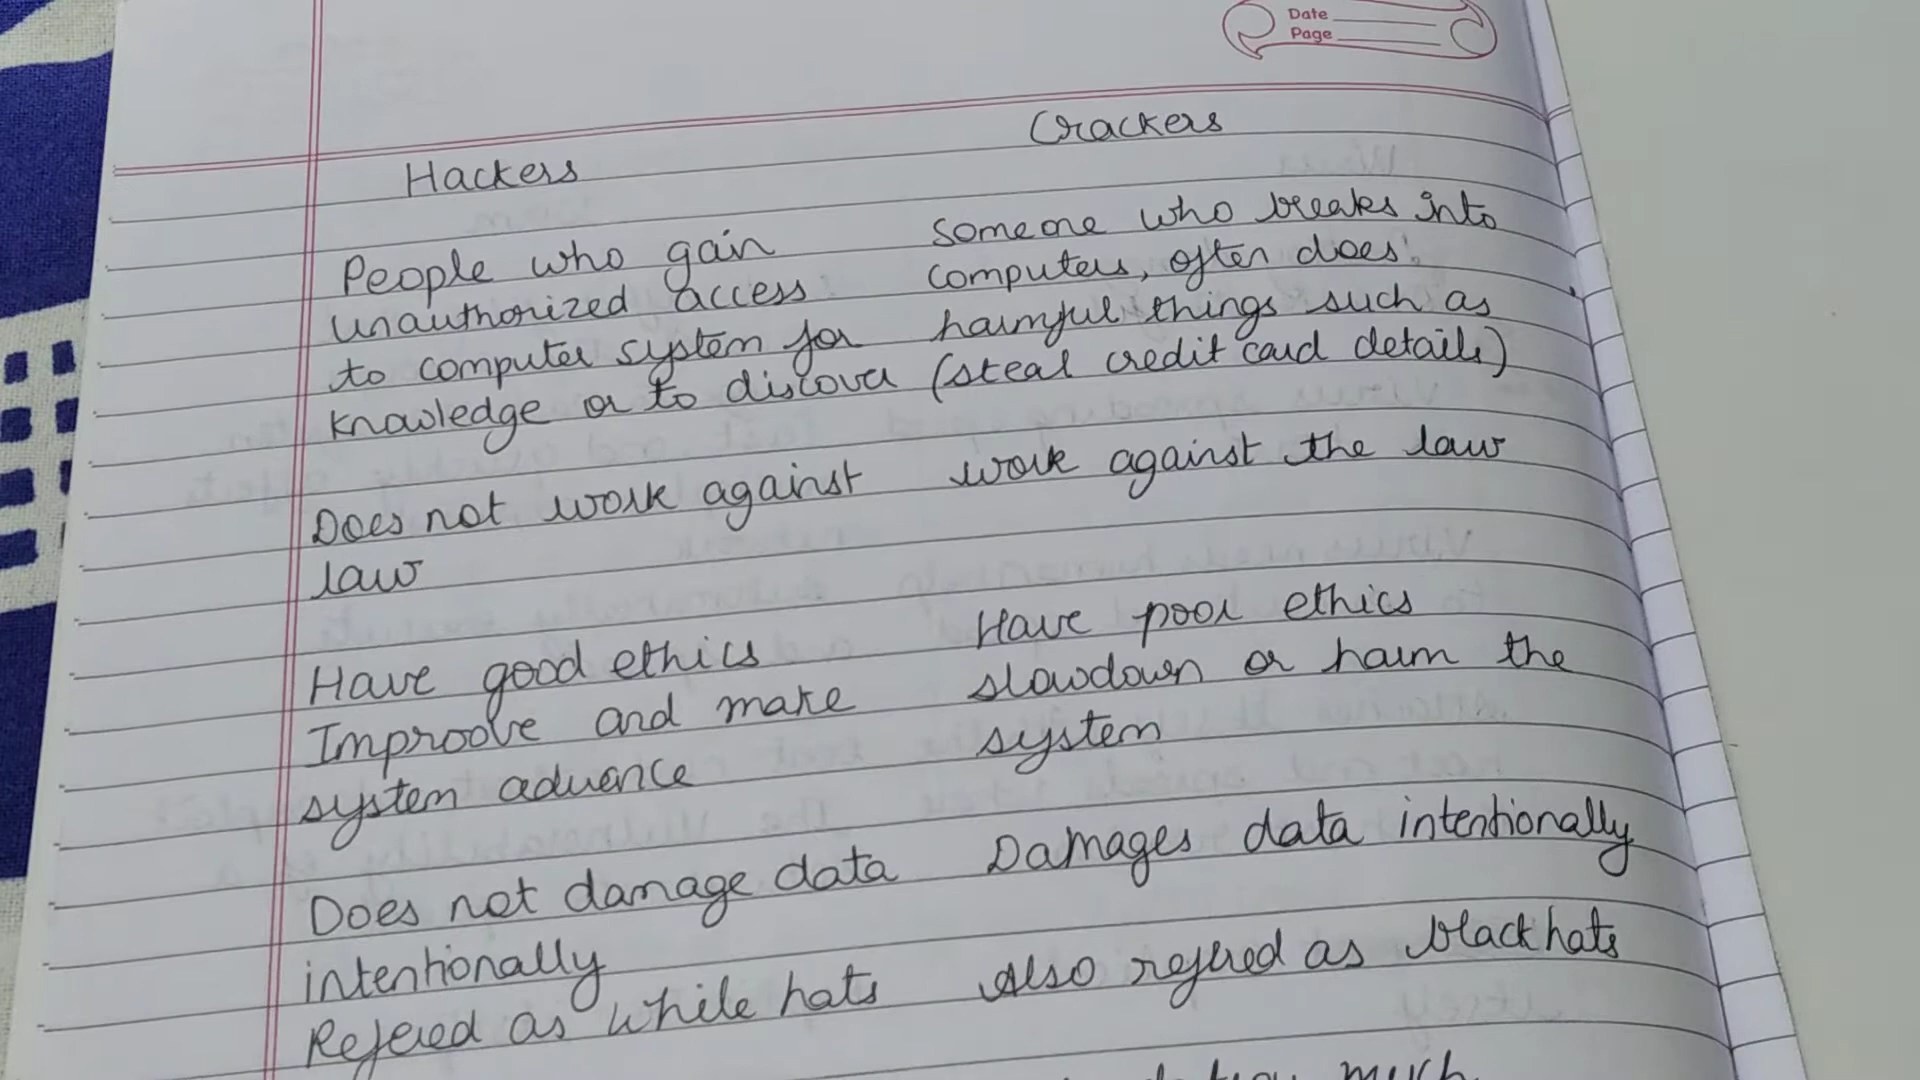 Date
Page
Hackers
Crackers
People who gain
unauthorized access
to computer system for
knowledge or to discover
someone who breaks into
computers, often does
harmful things such as
(steal credit card details)
Does not work against
law
work against the law
Have good ethics
Have poor ethics
Improove and make
system advance
slowdown or harm the
system
Does not damage data
intentionally
Damages data intentionally
Refered as while hats
Also refered as black hats
much